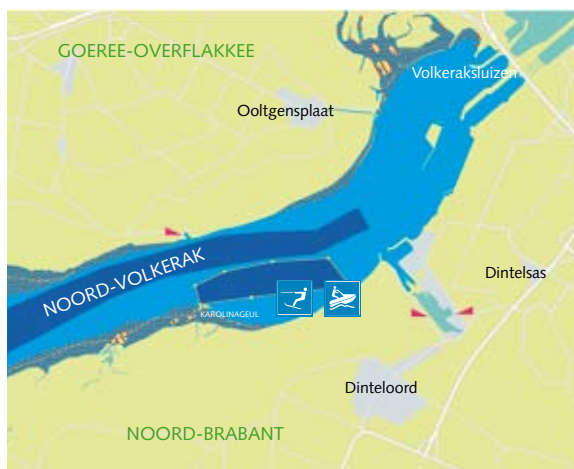 GOEREE-OVERFLAKKEE
Volkeraksluizen
Ooltgensplaat
NOORD-VOLKERAK
Dintelsas
KAROLINAGEUL
Dinteloord
NOORD-BRABANT